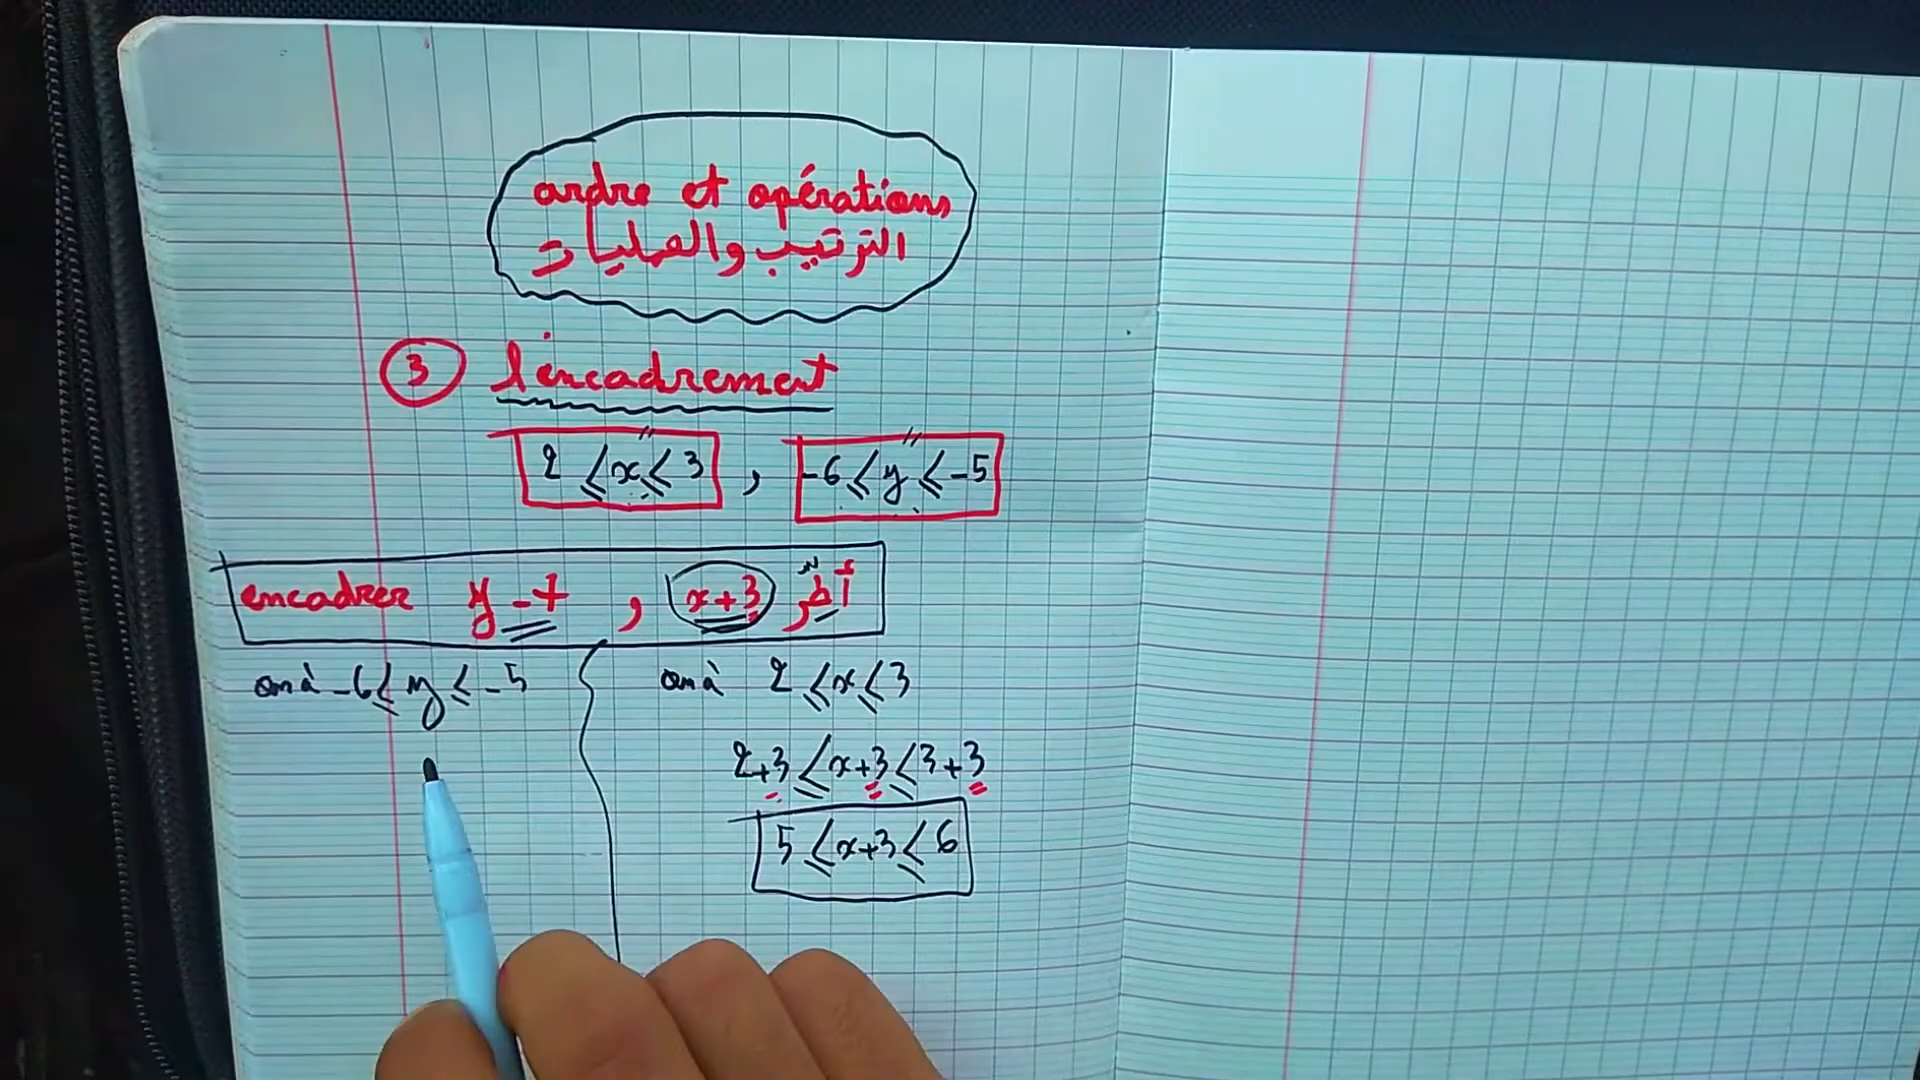 ordre et opérations
الترتيب والعمليات
3 l'encadrement
2 ⩽ x ⩽ 3 , -6 ⩽ y ⩽ -5
encadrer y - 7 , x+3 أطر
on à -6 ⩽ y ⩽ -5
on à 2 ⩽ x ⩽ 3
2+3 ⩽ x+3 ⩽ 3+3
5 ⩽ x+3 ⩽ 6